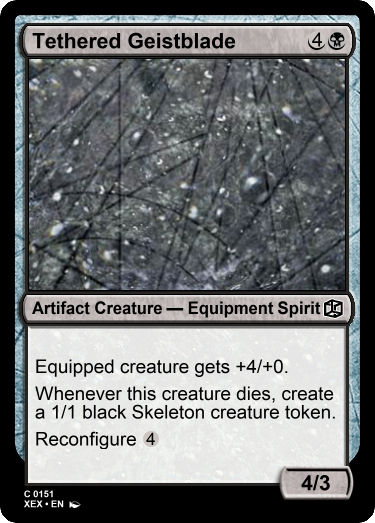 Tethered Geistblade 4
Artifact Creature — Equipment Spirit
Equipped creature gets +4/+0.
Whenever this creature dies, create
a 1/1 black Skeleton creature token.
Reconfigure 4
4/3
C 0151
XEX • EN